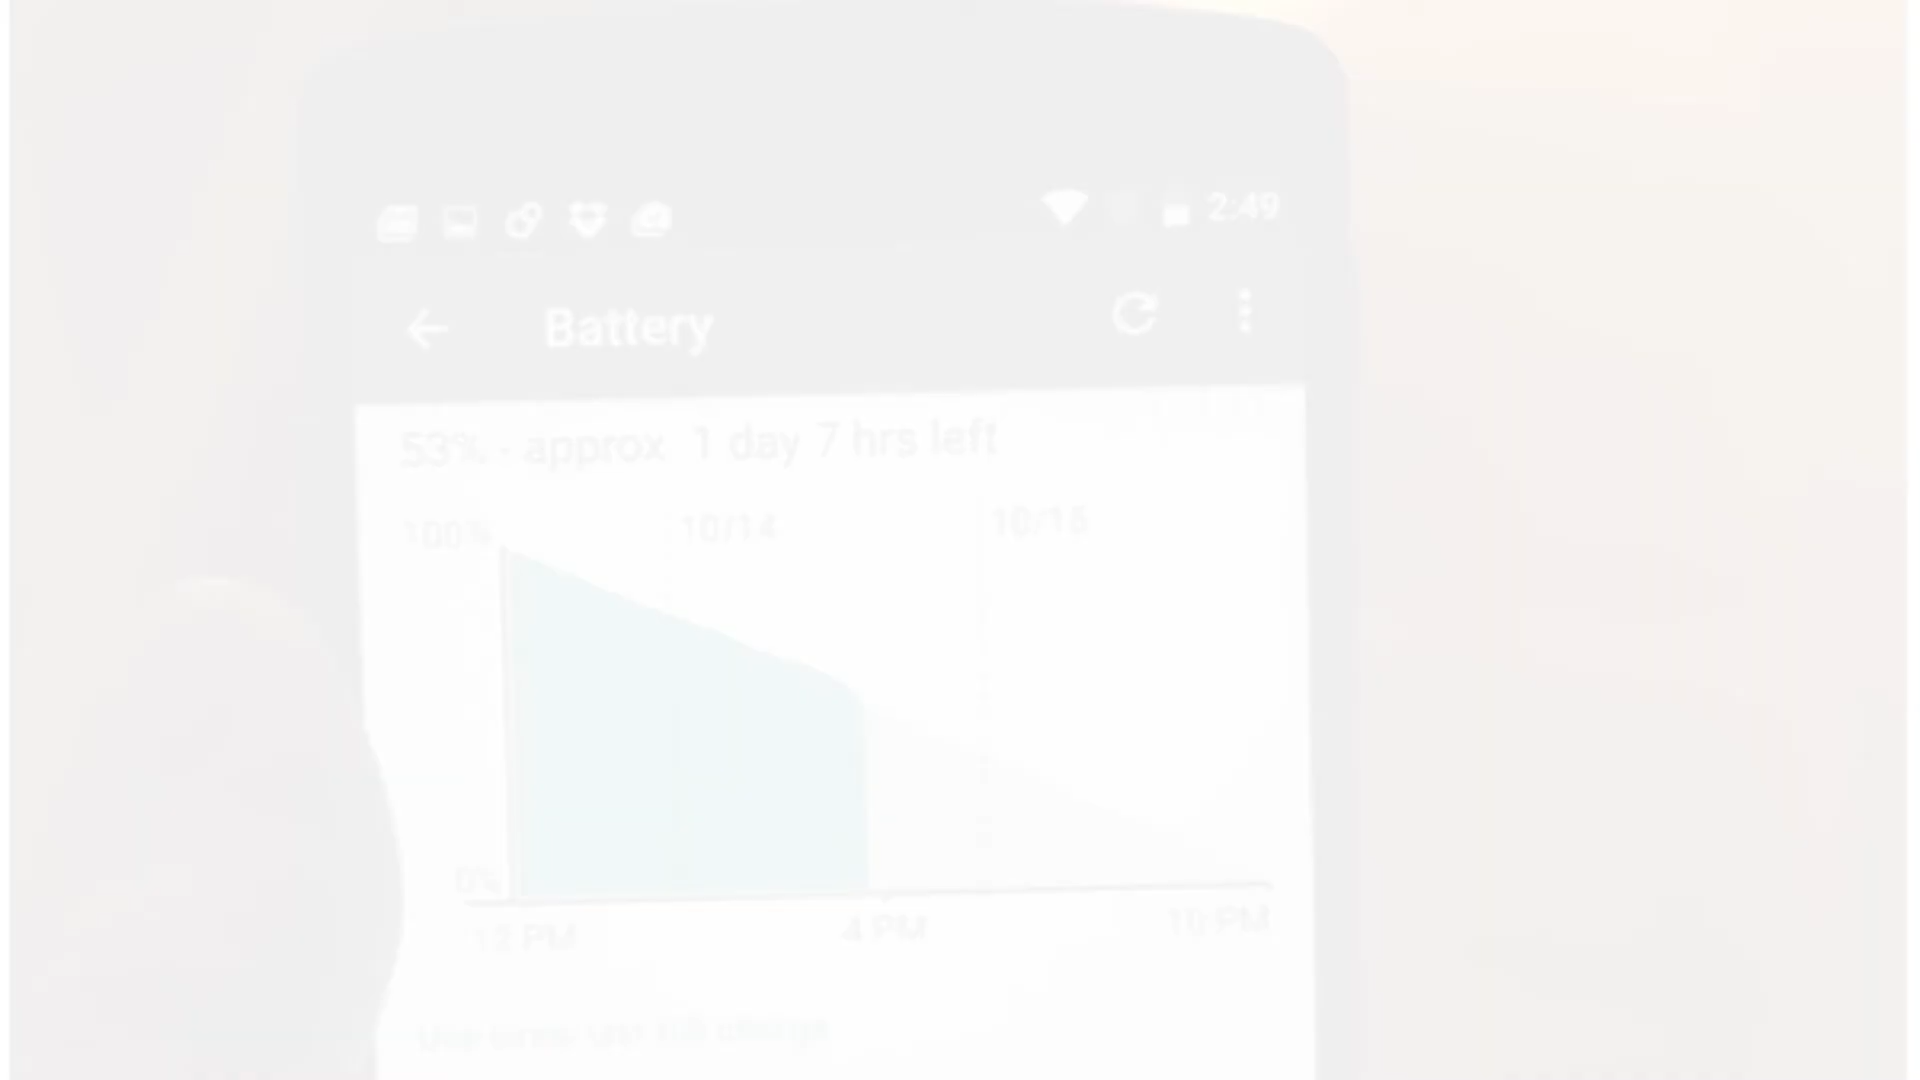 2:49
Battery
53% - approx 1 day 7 hrs left
100% 10/14 10/15
0%
12 PM 4 PM 10 PM